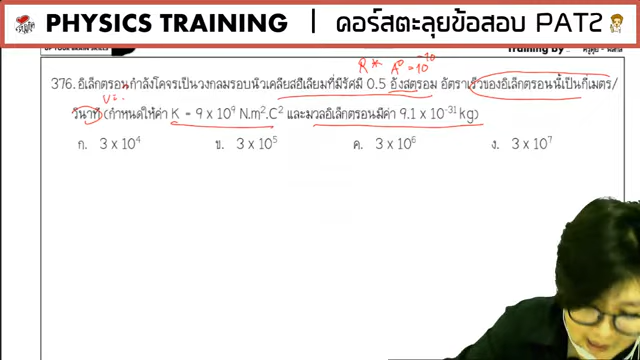 PHYSICS TRAINING
คอร์สตะลุยข้อสอบ PAT2
UP YOUR BRAIN SKILLS
Training by...
R* A° = 10⁻¹⁰
376. อิเล็กตรอนกำลังโคจรเป็นวงกลมรอบนิวเคลียสฮีเลียมที่มีรัศมี 0.5 อังสตรอม อัตราเร็วของอิเล็กตรอนนี้เป็นกี่เมตร/
V = ..
วินาที (กำหนดให้ค่า K = 9 x 10⁹ N.m².C² และมวลอิเล็กตรอนมีค่า 9.1 x 10⁻³¹ kg)
ก. 3 x 10⁴ ข. 3 x 10⁵ ค. 3 x 10⁶ ง. 3 x 10⁷